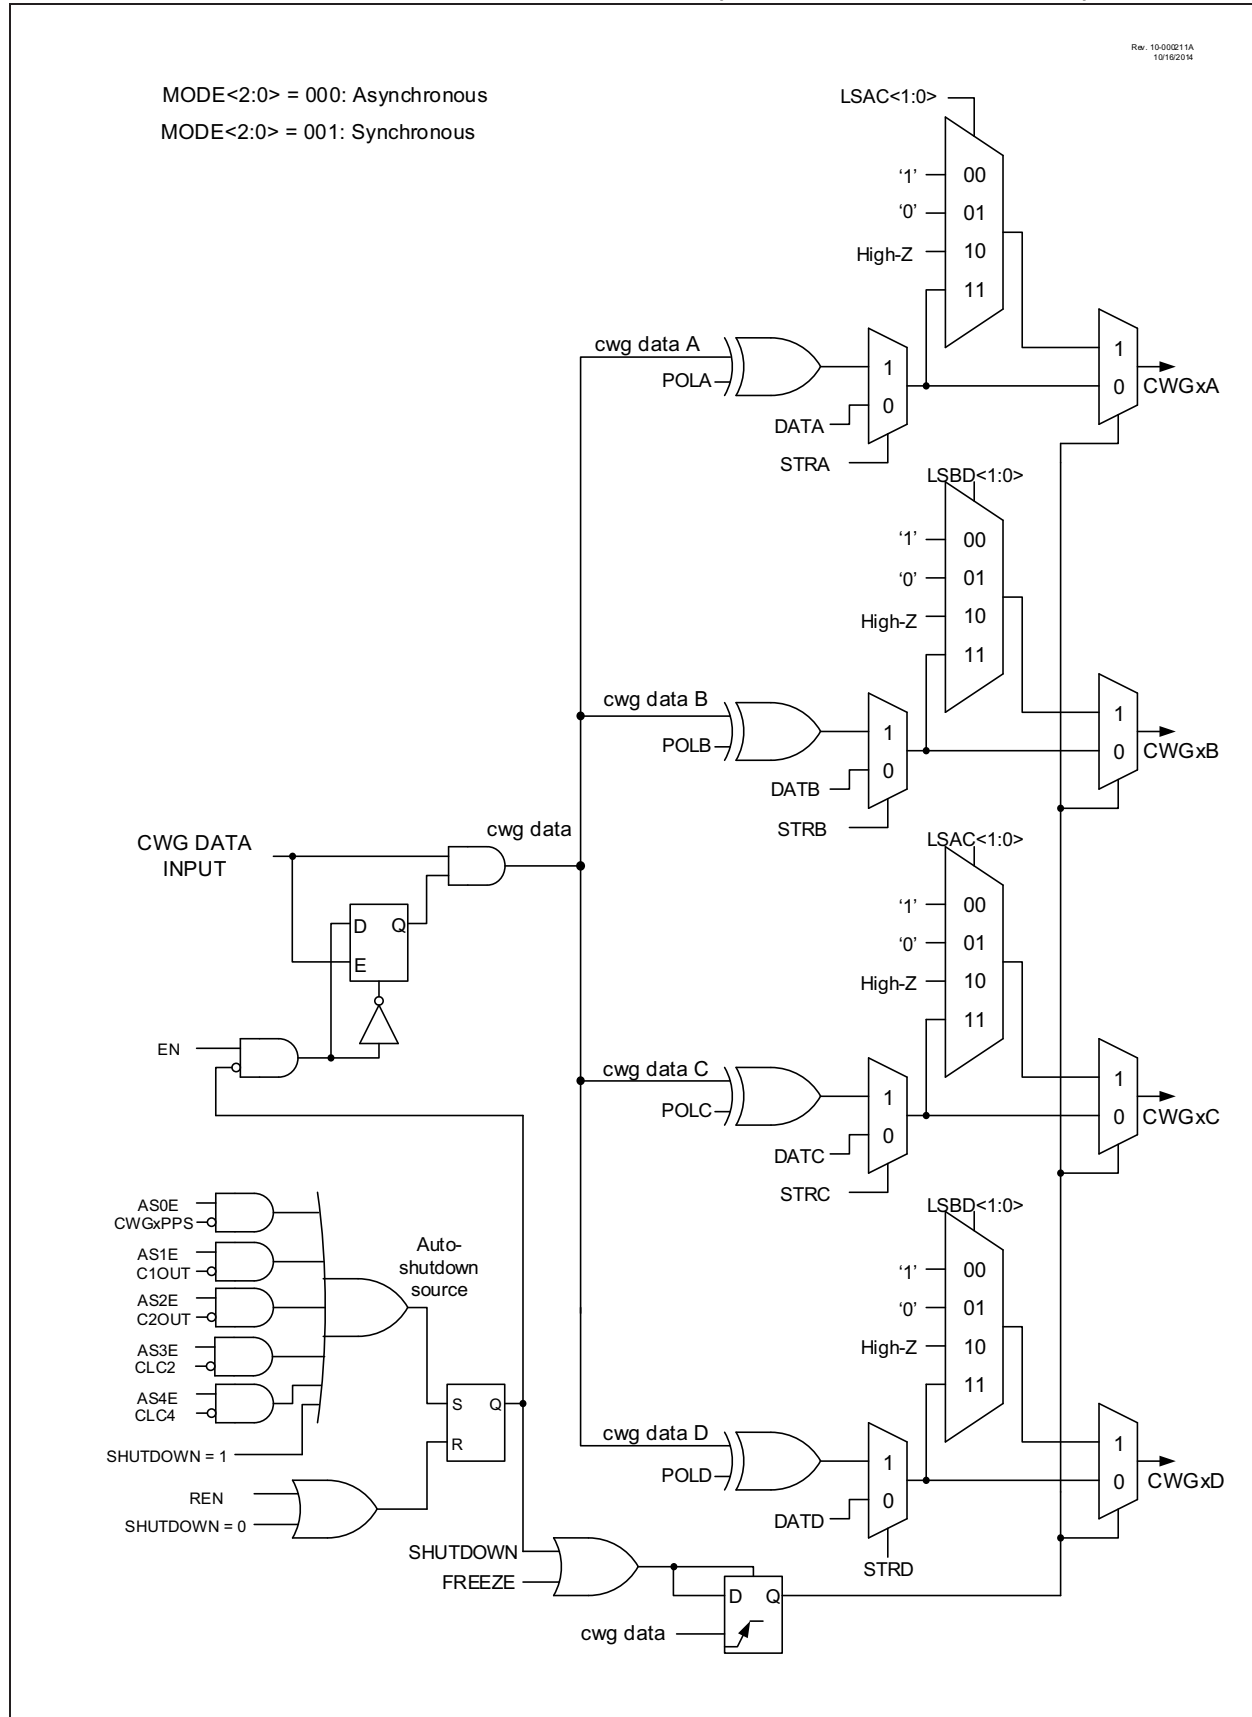 Rev. 10-000211A
10/16/2014
MODE<2:0> = 000: Asynchronous
MODE<2:0> = 001: Synchronous
LSAC<1:0>
‘1’
00
‘0’
01
High-Z
10
11
cwg data A
POLA
1
0
DATA
STRA
1
0
CWGxA
LSBD<1:0>
‘1’
00
‘0’
01
High-Z
10
11
cwg data B
POLB
1
0
DATB
STRB
1
0
CWGxB
CWG DATA
INPUT
cwg data
D
Q
E
EN
LSAC<1:0>
‘1’
00
‘0’
01
High-Z
10
11
cwg data C
POLC
1
0
DATC
STRC
1
0
CWGxC
AS0E
CWGxPPS
AS1E
C1OUT
AS2E
C2OUT
AS3E
CLC2
AS4E
CLC4
SHUTDOWN = 1
Auto-
shutdown
source
S
Q
R
REN
SHUTDOWN = 0
LSBD<1:0>
‘1’
00
‘0’
01
High-Z
10
11
cwg data D
POLD
1
0
DATD
STRD
1
0
CWGxD
SHUTDOWN
FREEZE
D
Q
cwg data